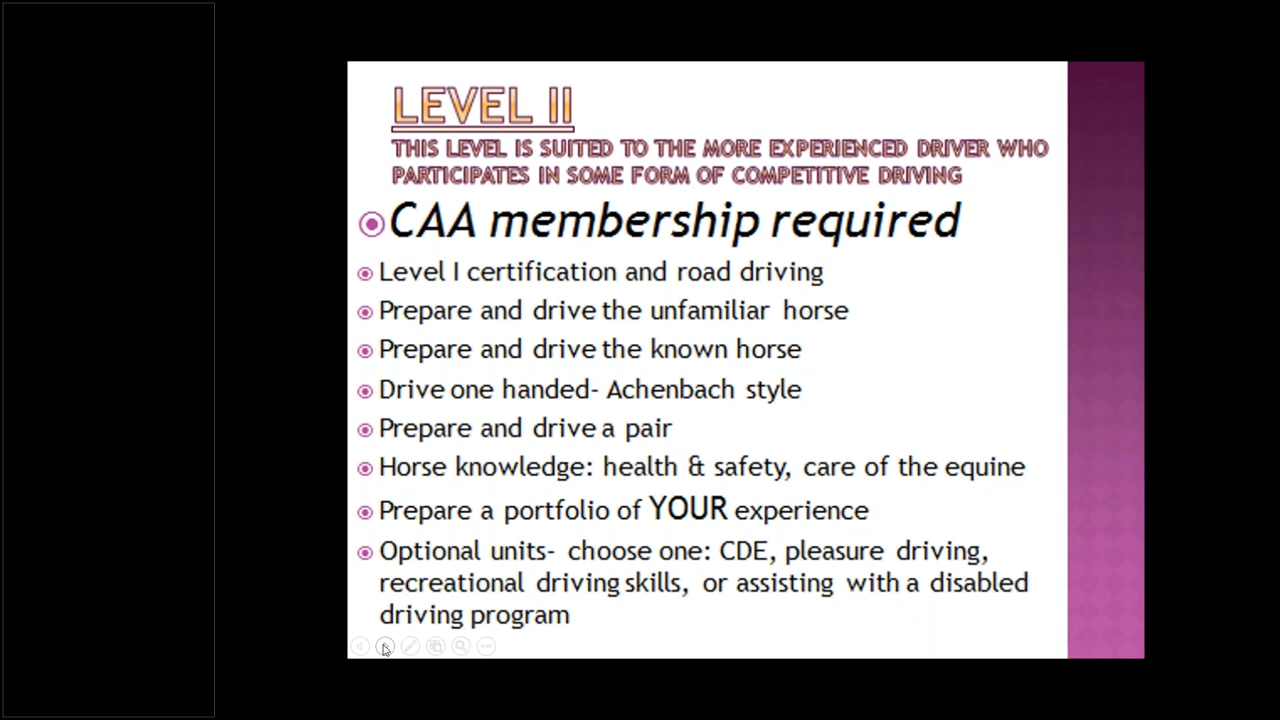 LEVEL II
THIS LEVEL IS SUITED TO THE MORE EXPERIENCED DRIVER WHO
PARTICIPATES IN SOME FORM OF COMPETITIVE DRIVING
CAA membership required
Level I certification and road driving
Prepare and drive the unfamiliar horse
Prepare and drive the known horse
Drive one handed- Achenbach style
Prepare and drive a pair
Horse knowledge: health & safety, care of the equine
Prepare a portfolio of YOUR experience
Optional units- choose one: CDE, pleasure driving,
recreational driving skills, or assisting with a disabled
driving program